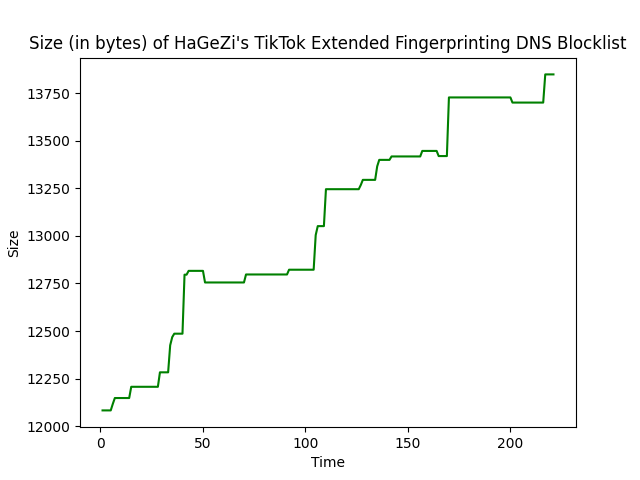 Size (in bytes) of HaGeZi's TikTok Extended Fingerprinting DNS Blocklist
13750
13500
13250
13000
12750
12500
12250
12000
Size
0 50 100 150 200
Time